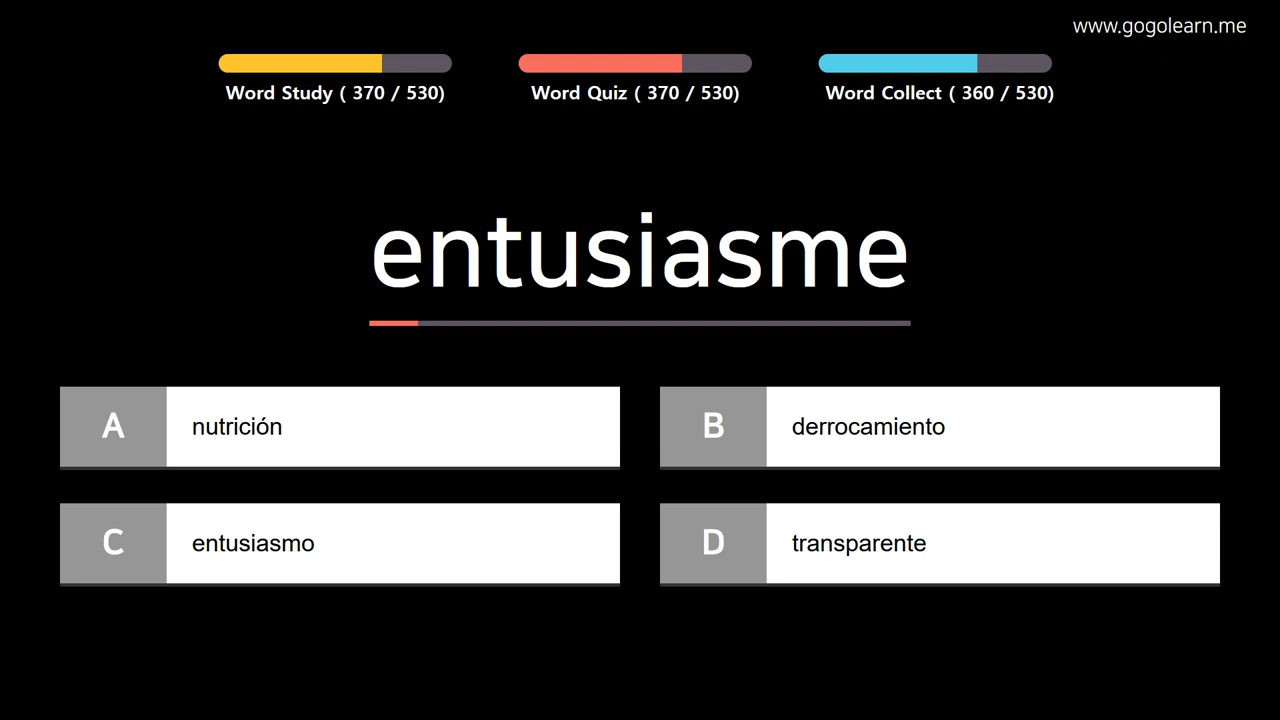 www.gogolearn.me
Word Study ( 370 / 530)
Word Quiz ( 370 / 530)
Word Collect ( 360 / 530)
entusiasme
A nutrición
B derrocamiento
C entusiasmo
D transparente